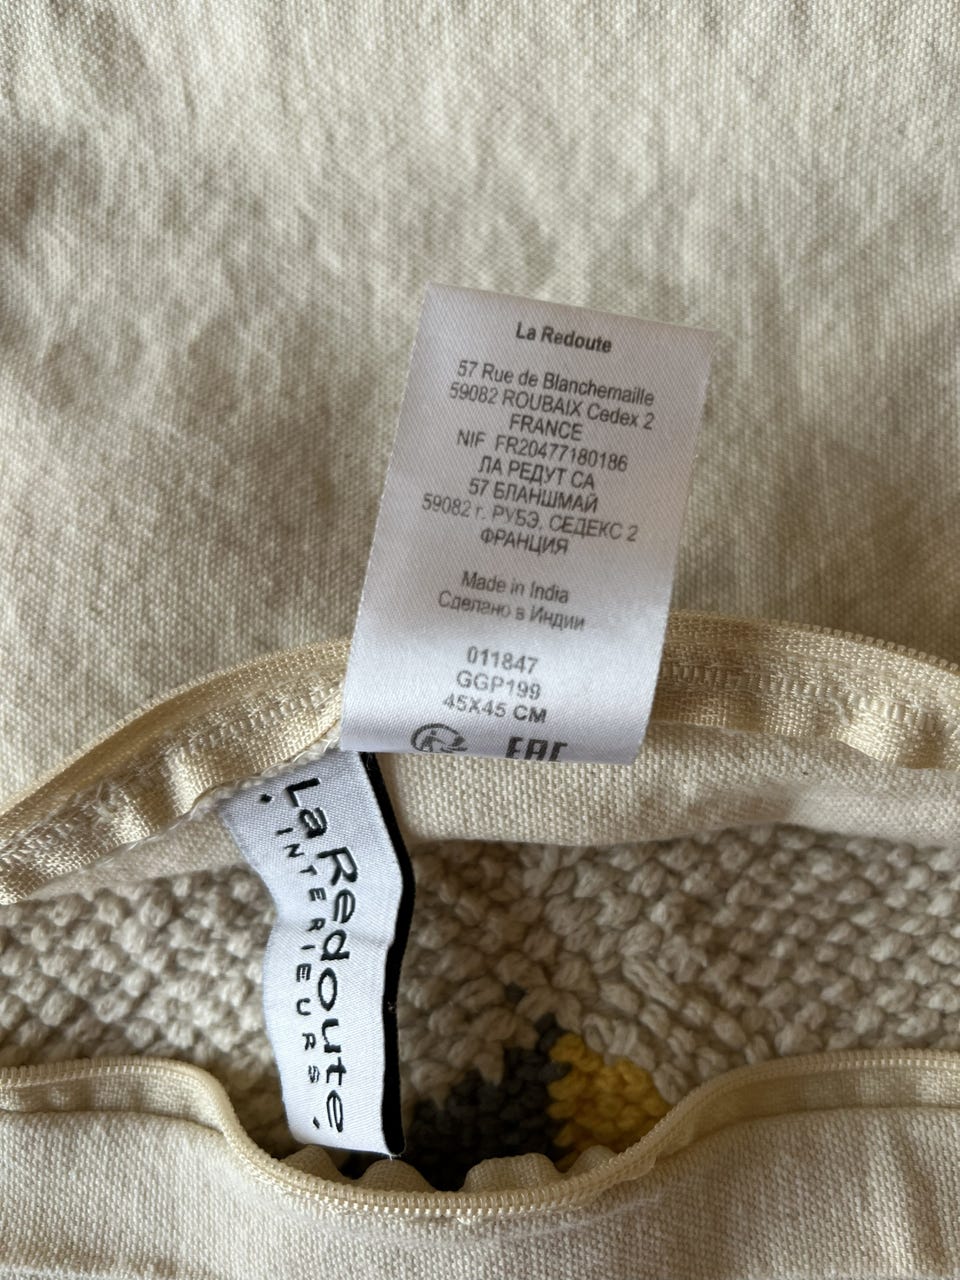 La Redoute
57 Rue de Blanchemaille
59082 ROUBAIX Cedex 2
FRANCE
NIF FR20477180186
ЛА РЕДУТ СА
57 БЛАНШМАЙ
59082 г. РУБЭ, СЕДЕКС 2
ФРАНЦИЯ
Made in India
Сделано в Индии
011847
GGP199
45X45 CM
EAC
La Redoute
. INTERIEURS .